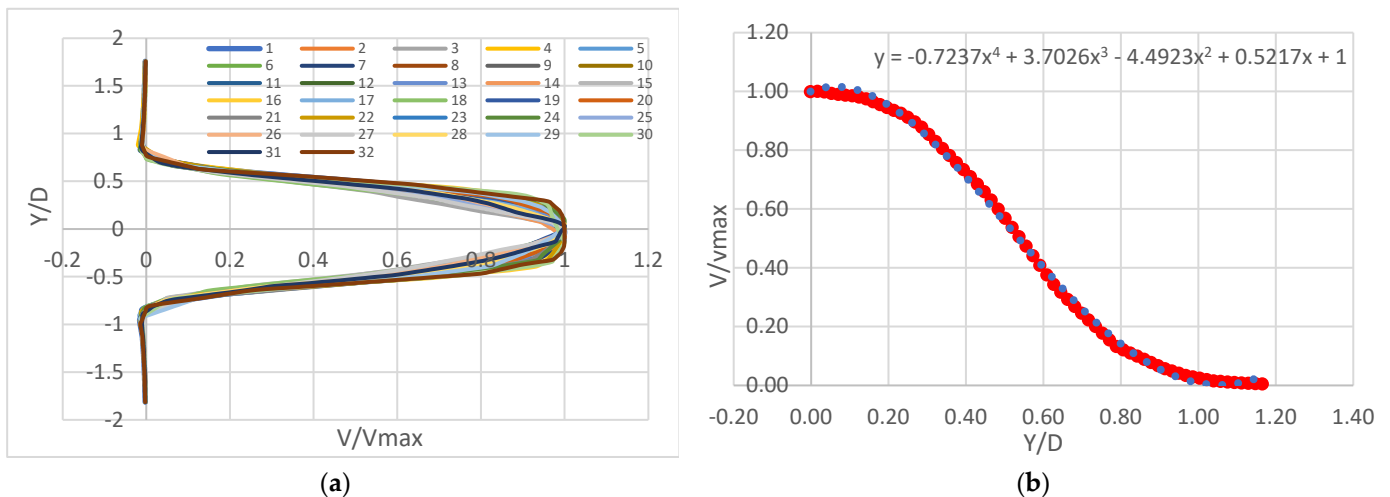 2
1 2 3 4 5
6 7 8 9 10
11 12 13 14 15
16 17 18 19 20
21 22 23 24 25
26 27 28 29 30
31 32
1.5
1
0.5
0
-0.5
-1
-1.5
-2
-0.2 0 0.2 0.4 0.6 0.8 1 1.2
Y/D
V/Vmax
(a)
y = -0.7237x⁴ + 3.7026x³ - 4.4923x² + 0.5217x + 1
1.20
1.00
0.80
0.60
0.40
0.20
0.00
-0.20 0.00 0.20 0.40 0.60 0.80 1.00 1.20 1.40
V/vmax
Y/D
(b)